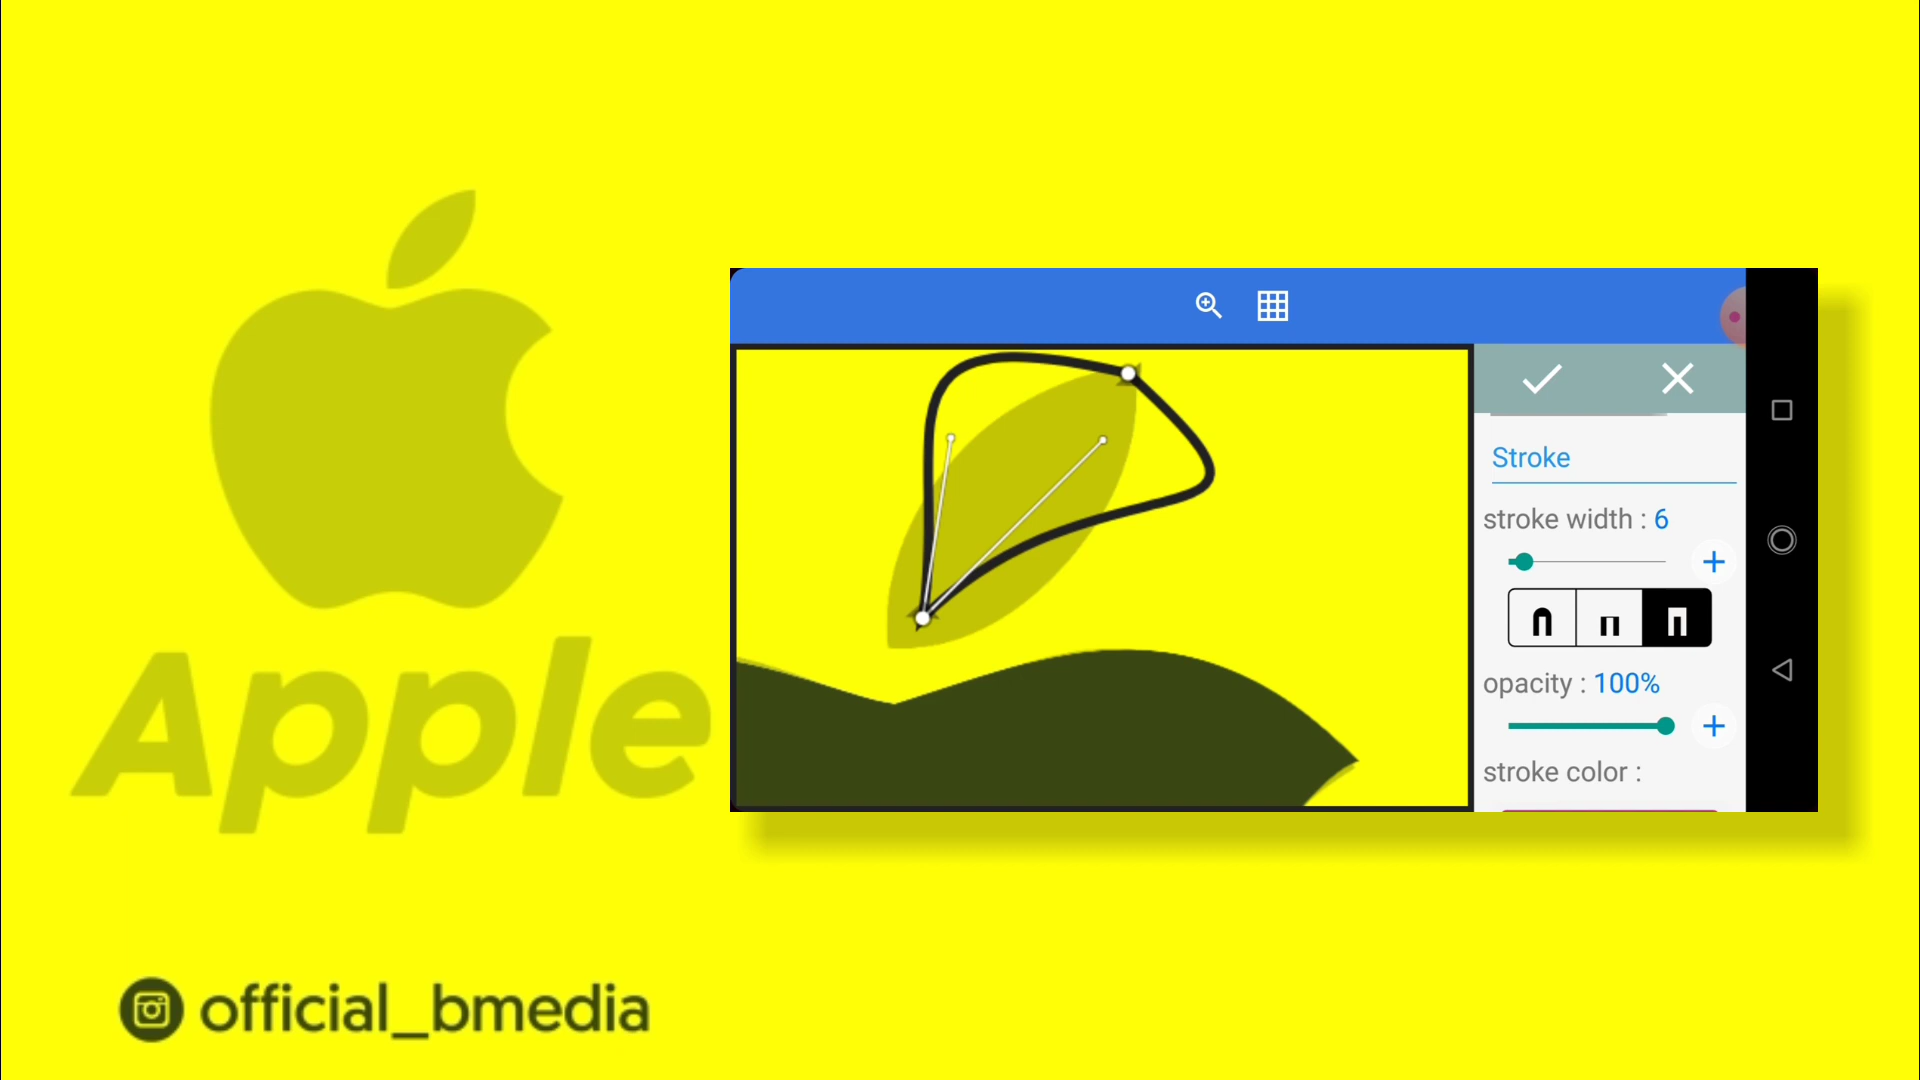 Apple
official_bmedia
Stroke
stroke width : 6
opacity : 100%
stroke color :